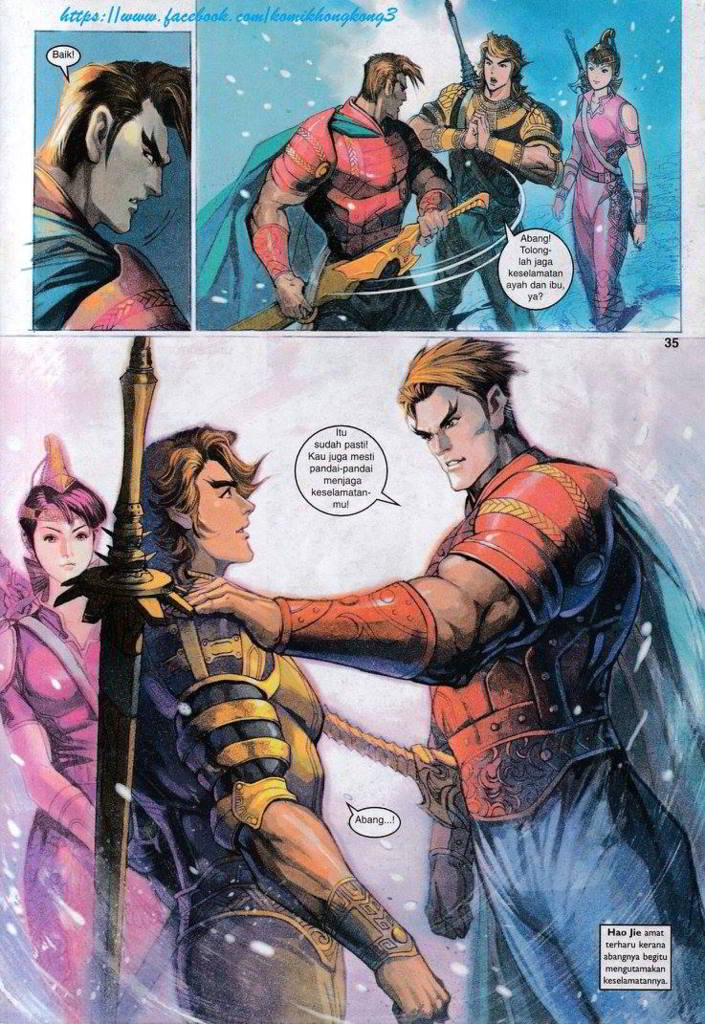 https://www.facebook.com/komikhongkong3
Baik!
Abang!
Tolong-
lah jaga
keselamatan
ayah dan ibu,
ya?
35
Itu
sudah pasti!
Kau juga mesti
pandai-pandai
menjaga
keselamatan-
mu!
Abang...!
Hao Jie amat
terharu kerana
abangnya begitu
mengutamakan
keselamatannya.